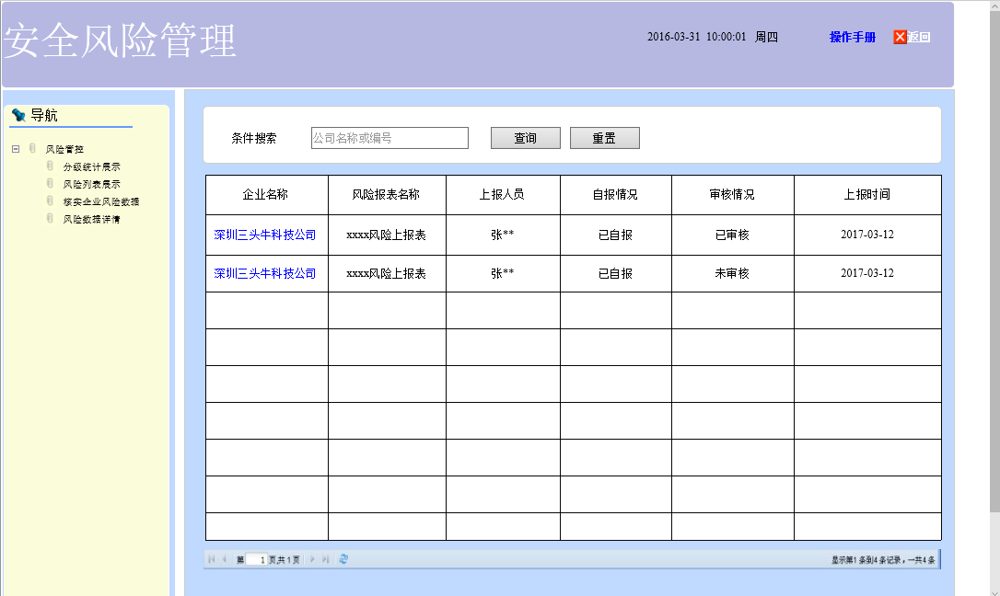 安全风险管理
2016-03-31 10:00:01 周四 操作手册 返回
导航
风险管控
分级统计展示
风险列表展示
核实企业风险数据
风险数据详情
条件搜索 公司名称或编号 查询 重置
企业名称 风险报表名称 上报人员 自报情况 审核情况 上报时间
深圳三头牛科技公司 xxxx风险上报表 张** 已自报 已审核 2017-03-12
深圳三头牛科技公司 xxxx风险上报表 张** 已自报 未审核 2017-03-12
第 1 页,共1页 显示第1条到4条记录，一共4条